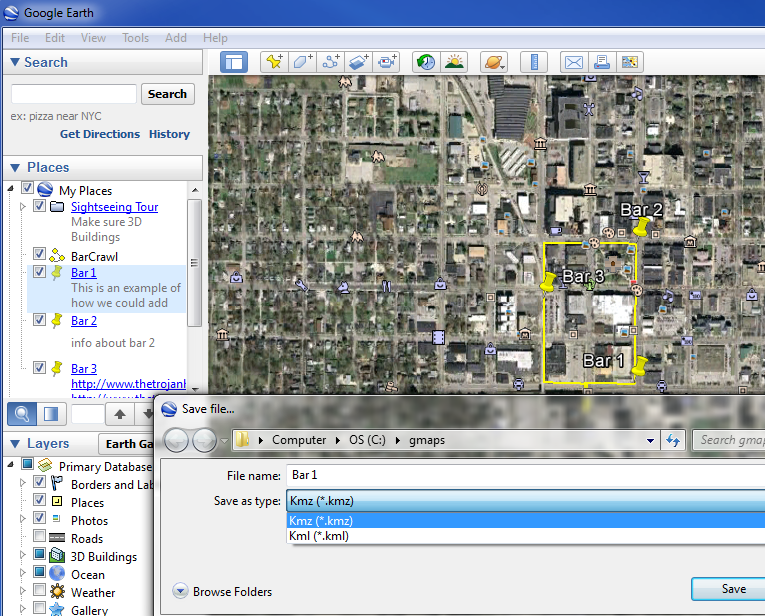 Google Earth
File Edit View Tools Add Help
Search
Search
ex: pizza near NYC
Get Directions History
Places
My Places
Sightseeing Tour
Make sure 3D
Buildings
BarCrawl
Bar 1
This is an example of
how we could add
Bar 2
info about bar 2
Bar 3
http://www.thetrojanh
Bar 2
Bar 3
Bar 1
Layers
Earth Ga
Primary Database
Borders and Lab
Places
Photos
Roads
3D Buildings
Ocean
Weather
Gallery
Save file...
Computer OS (C:) gmaps
Search gmap
File name: Bar 1
Save as type: Kmz (*.kmz)
Kmz (*.kmz)
Kml (*.kml)
Browse Folders
Save